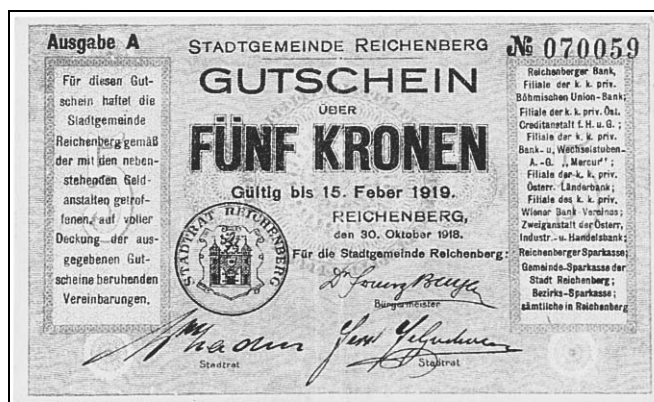 Ausgabe A
STADTGEMEINDE REICHENBERG
№ 070059
Für diesen Gut-
schein haftet die
Stadtgemeinde
Reichenberg gemäß
der mit den neben-
stehenden Geld-
anstalten getrof-
fenen, auf voller
Deckung der aus-
gegebenen Gut-
scheine beruhenden
Vereinbarungen.
GUTSCHEIN
ÜBER
FÜNF KRONEN
Gültig bis 15. Feber 1919.
REICHENBERG,
den 30. Oktober 1918.
Für die Stadtgemeinde Reichenberg:
STADTRAT REICHENBERG
Bürgermeister
Stadtrat
Stadtrat
Reichenberger Bank,
Filiale der k. k. priv.
Böhmischen Union-Bank;
Filiale der k. k. priv. Öst.
Creditanstalt f. H. u. G. ;
Filiale der k. k. priv.
Bank- u. Wechselstuben-
A.-G. „Mercur";
Filiale der k. k. priv.
Österr. Länderbank;
Filiale des k. k. priv.
Wiener Bank Vereines;
Zweiganstalt der Österr.
Industr.- u. Handelsbank;
Reichenberger Sparkasse;
Gemeinde-Sparkasse der
Stadt Reichenberg;
Bezirks-Sparkasse;
sämtliche in Reichenberg